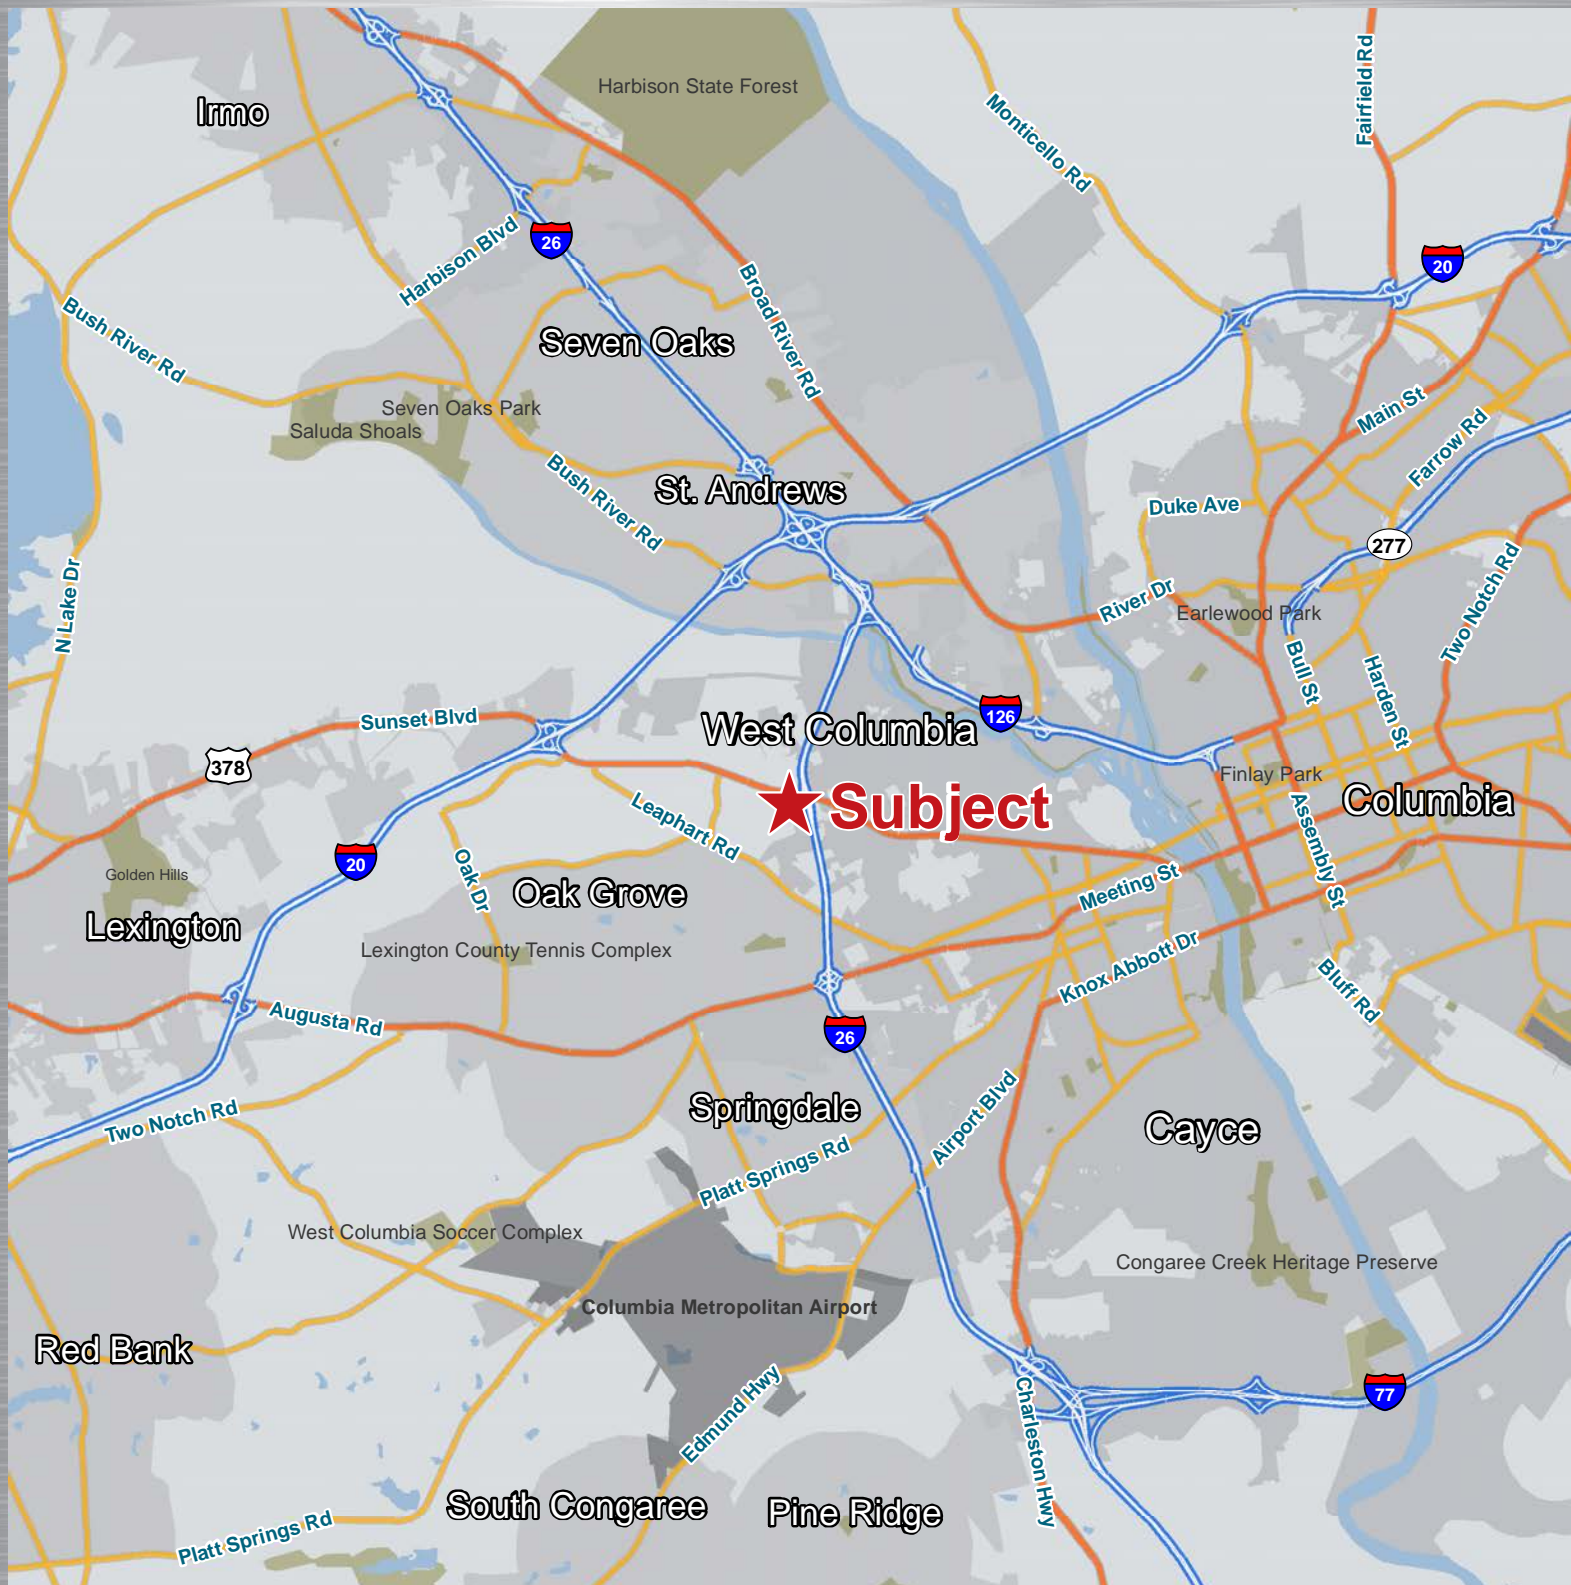 Harbison State Forest
Irmo
Monticello Rd
Fairfield Rd
Harbison Blvd
26
20
Broad River Rd
Bush River Rd
Seven Oaks
Seven Oaks Park
Saluda Shoals
Main St
Farrow Rd
St. Andrews
Bush River Rd
Duke Ave
277
Two Notch Rd
N Lake Dr
River Dr
Earlewood Park
Bull St
Harden St
Sunset Blvd
126
West Columbia
378
Finlay Park
Subject
Columbia
Leaphart Rd
Assembly St
20
Golden Hills
Oak Dr
Oak Grove
Meeting St
Lexington
Lexington County Tennis Complex
Knox Abbott Dr
Bluff Rd
Augusta Rd
26
Two Notch Rd
Springdale
Airport Blvd
Cayce
Platt Springs Rd
West Columbia Soccer Complex
Congaree Creek Heritage Preserve
Columbia Metropolitan Airport
Red Bank
77
Edmund Hwy
Charleston Hwy
South Congaree
Pine Ridge
Platt Springs Rd